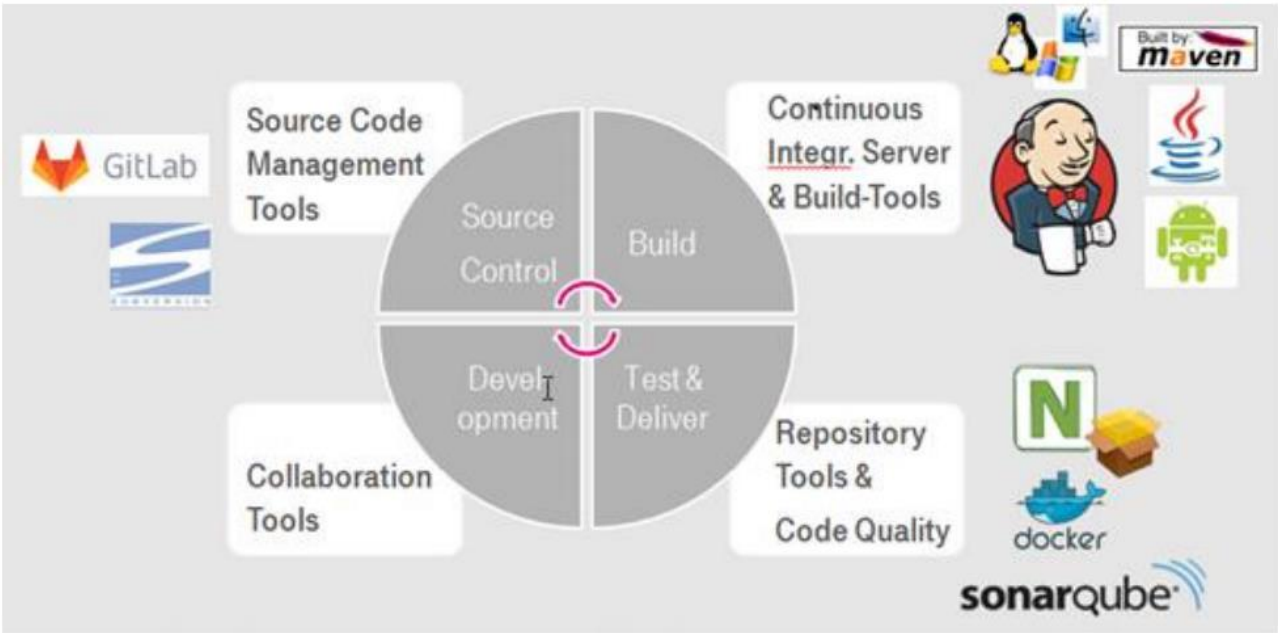 Built by:
maven
Source Code
Management
Tools
Continuous
Integr. Server
& Build-Tools
GitLab
Source
Control
Build
SUBVERSION
Devel-
opment
Test &
Deliver
Collaboration
Tools
Repository
Tools &
Code Quality
N
docker
sonarqube